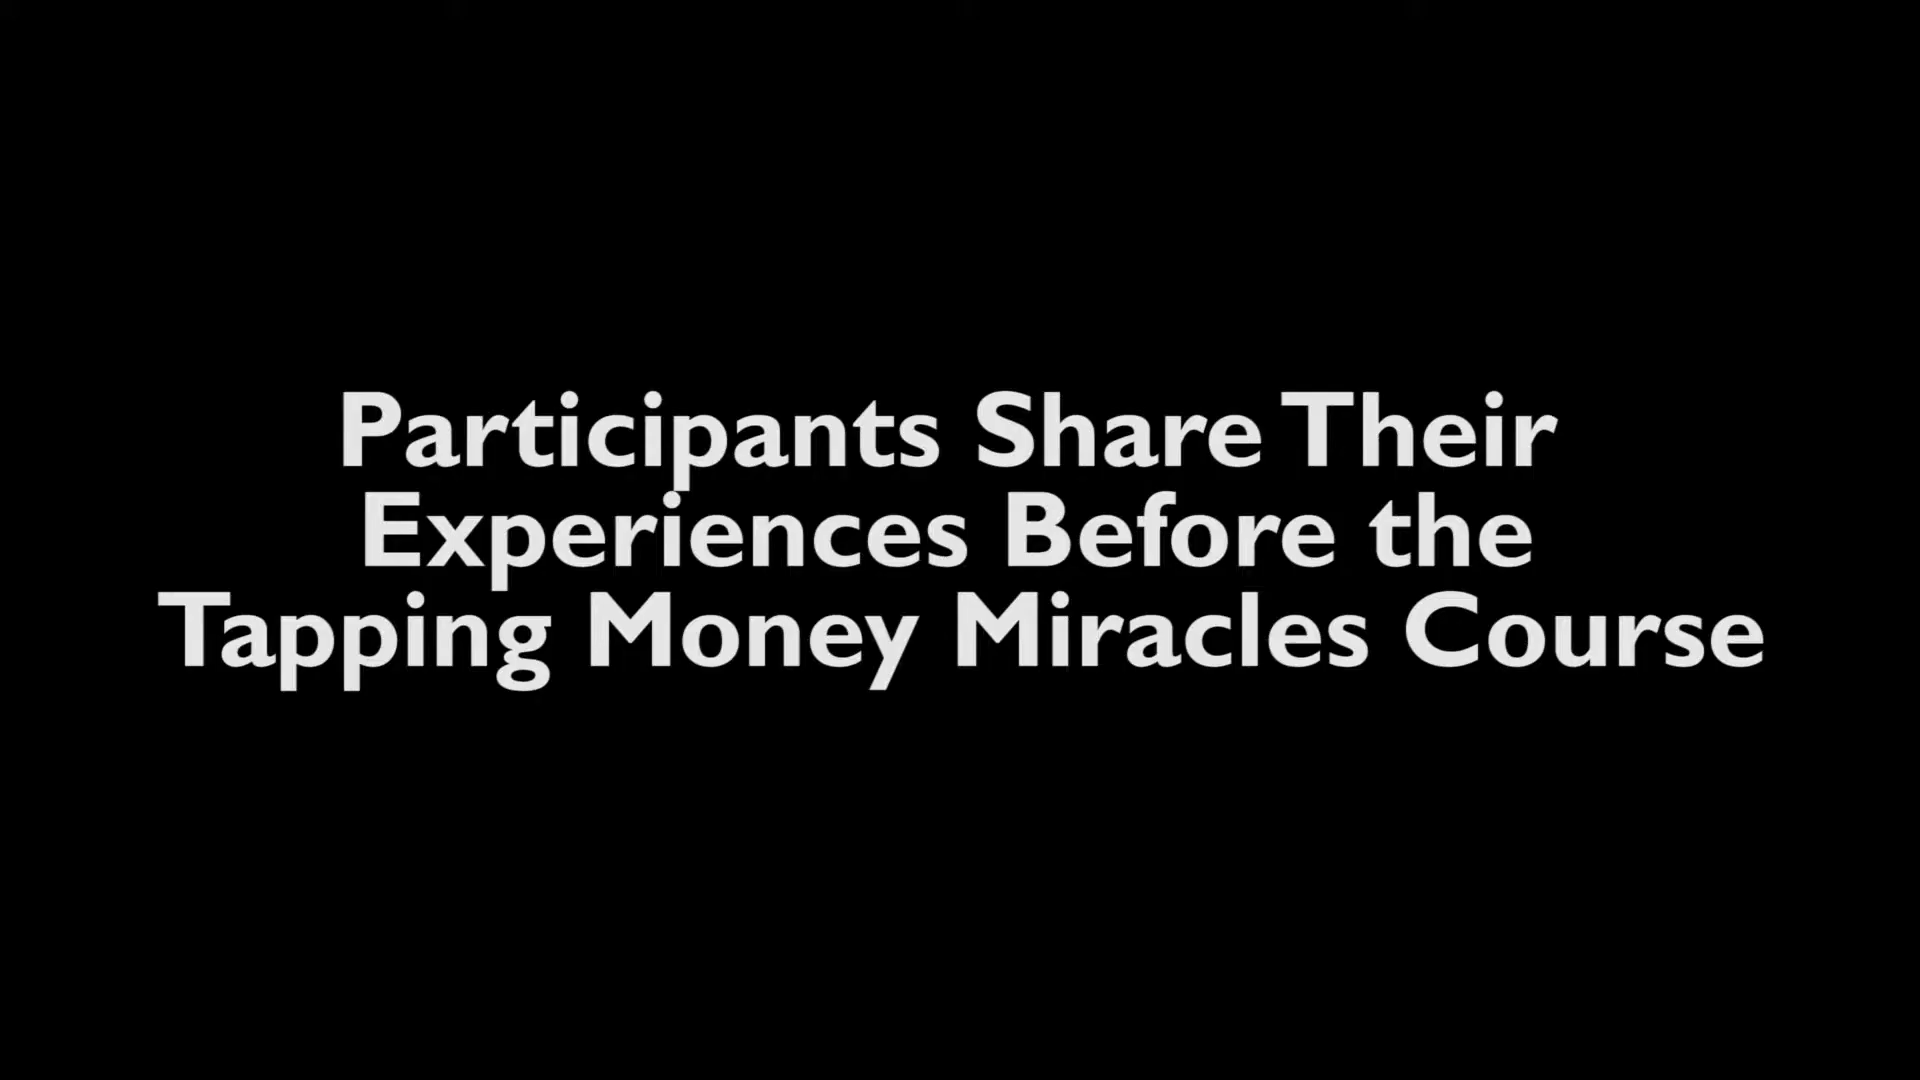 Participants Share Their
Experiences Before the
Tapping Money Miracles Course